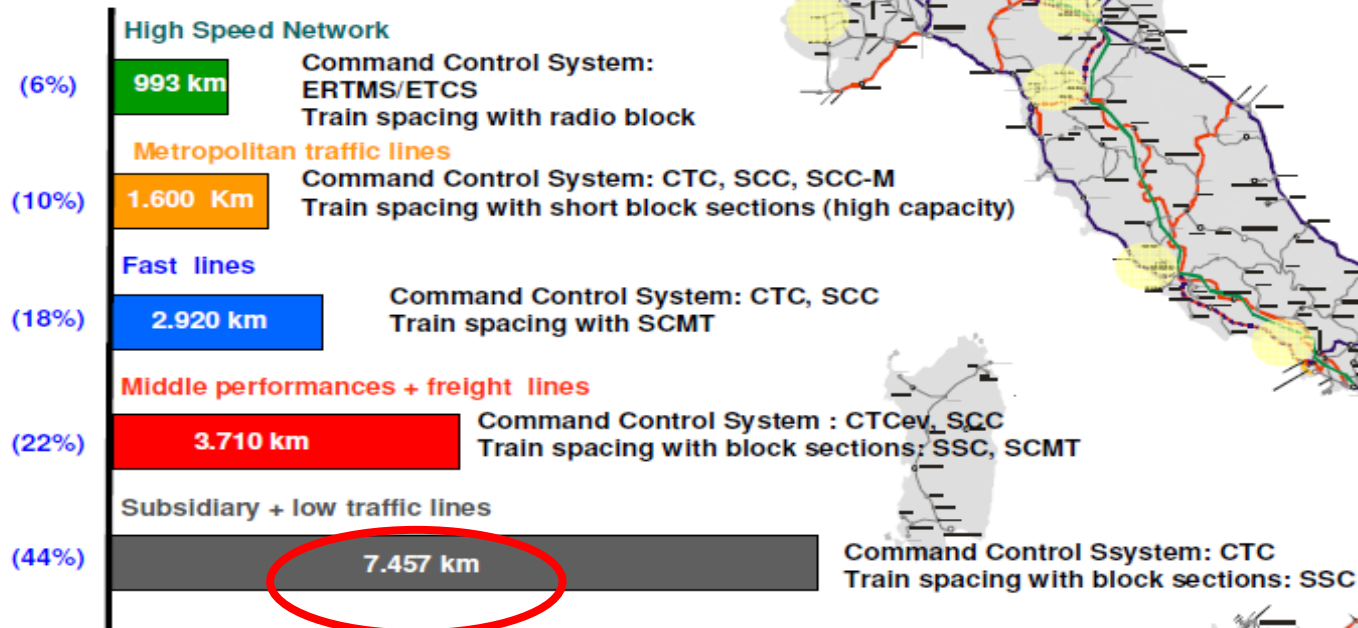 High Speed Network
(6%)
993 km
Command Control System:
ERTMS/ETCS
Train spacing with radio block
Metropolitan traffic lines
(10%)
1.600 Km
Command Control System: CTC, SCC, SCC-M
Train spacing with short block sections (high capacity)
Fast lines
(18%)
2.920 km
Command Control System: CTC, SCC
Train spacing with SCMT
Middle performances + freight lines
(22%)
3.710 km
Command Control System : CTCev, SCC
Train spacing with block sections: SSC, SCMT
Subsidiary + low traffic lines
(44%)
7.457 km
Command Control Ssystem: CTC
Train spacing with block sections: SSC